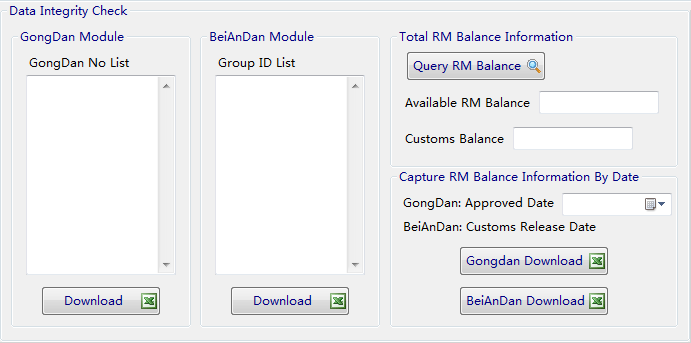 Data Integrity Check
GongDan Module
GongDan No List
Download
BeiAnDan Module
Group ID List
Download
Total RM Balance Information
Query RM Balance
Available RM Balance
Customs Balance
Capture RM Balance Information By Date
GongDan: Approved Date
BeiAnDan: Customs Release Date
Gongdan Download
BeiAnDan Download